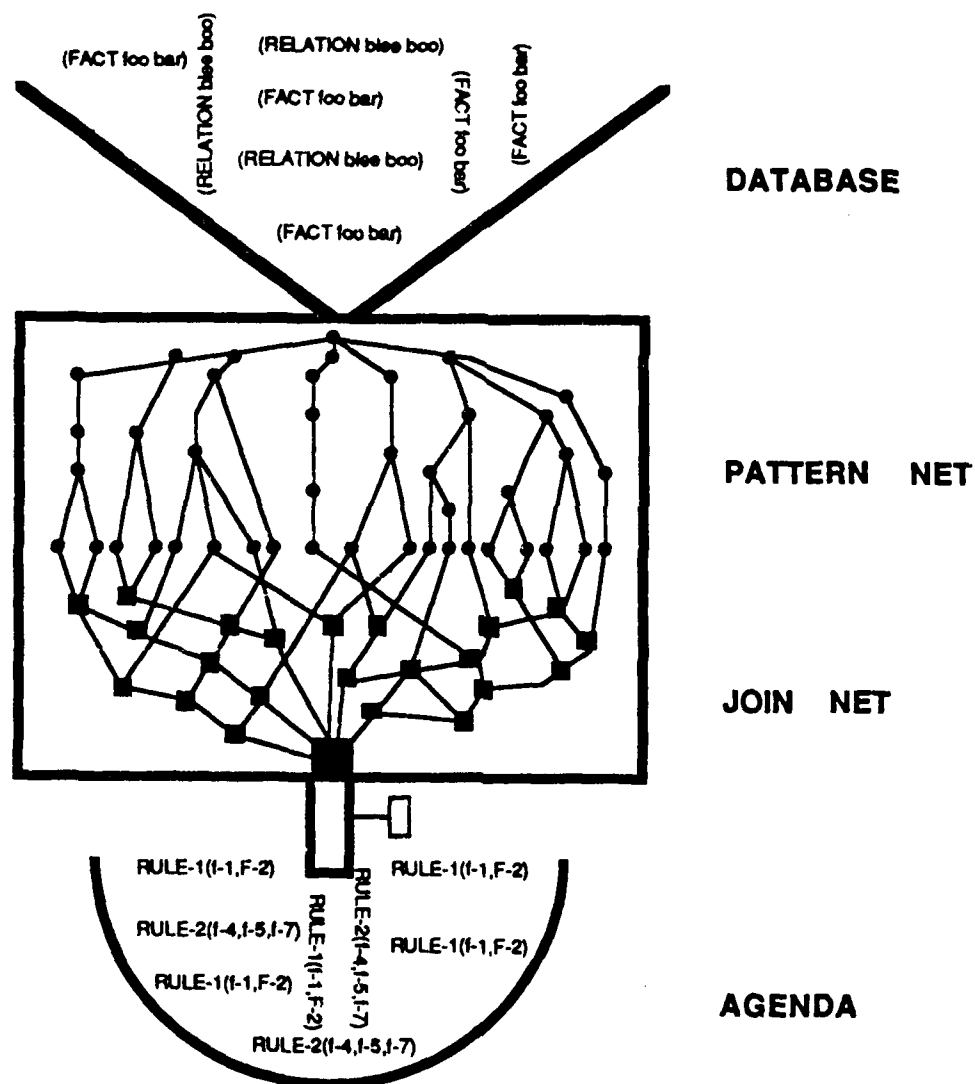 (FACT foo bar)
(RELATION blee boo)
(RELATION blee boo)
(FACT foo bar)
(FACT foo bar)
(FACT foo bar)
(RELATION blee boo)
(FACT foo bar)
DATABASE
PATTERN NET
JOIN NET
RULE-1(f-1,F-2)
RULE-1(f-1,F-2)
RULE-2(f-4,f-5,f-7)
RULE-1(f-1,F-2)
RULE-2(f-4,f-5,f-7)
RULE-1(f-1,F-2)
RULE-1(f-1,F-2)
RULE-2(f-4,f-5,f-7)
AGENDA